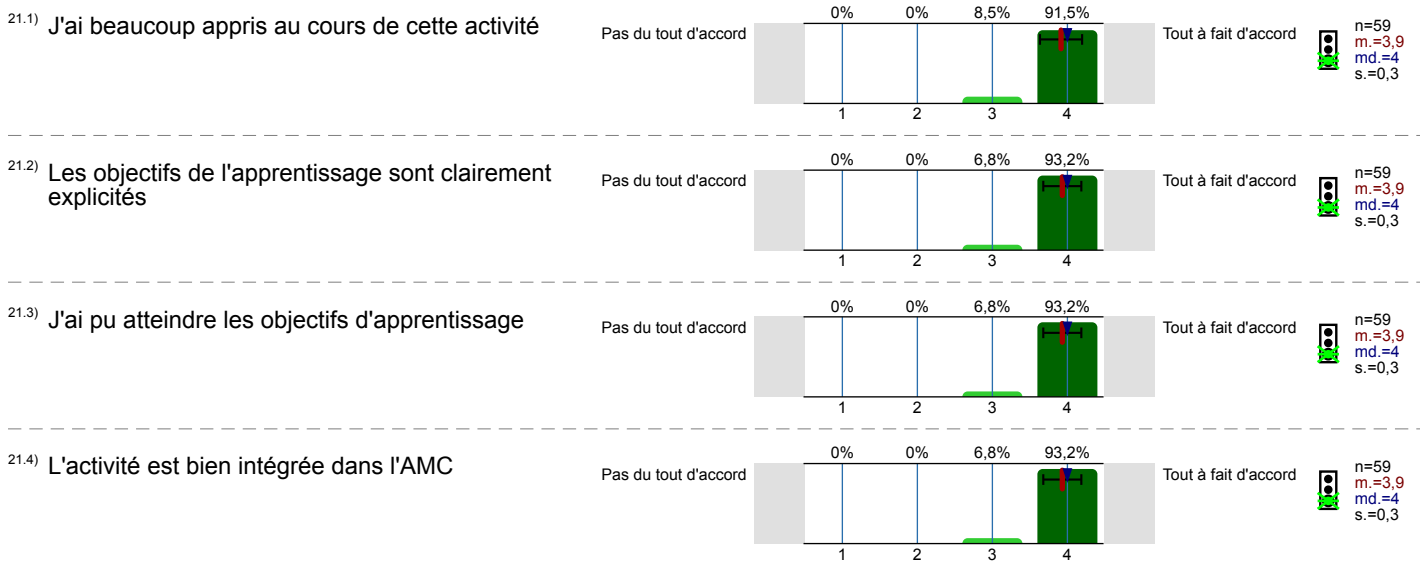 21.1) J'ai beaucoup appris au cours de cette activité
Pas du tout d'accord
0% 0% 8,5% 91,5%
1 2 3 4
Tout à fait d'accord
n=59
m.=3,9
md.=4
s.=0,3
21.2) Les objectifs de l'apprentissage sont clairement
explicités
Pas du tout d'accord
0% 0% 6,8% 93,2%
1 2 3 4
Tout à fait d'accord
n=59
m.=3,9
md.=4
s.=0,3
21.3) J'ai pu atteindre les objectifs d'apprentissage
Pas du tout d'accord
0% 0% 6,8% 93,2%
1 2 3 4
Tout à fait d'accord
n=59
m.=3,9
md.=4
s.=0,3
21.4) L'activité est bien intégrée dans l'AMC
Pas du tout d'accord
0% 0% 6,8% 93,2%
1 2 3 4
Tout à fait d'accord
n=59
m.=3,9
md.=4
s.=0,3